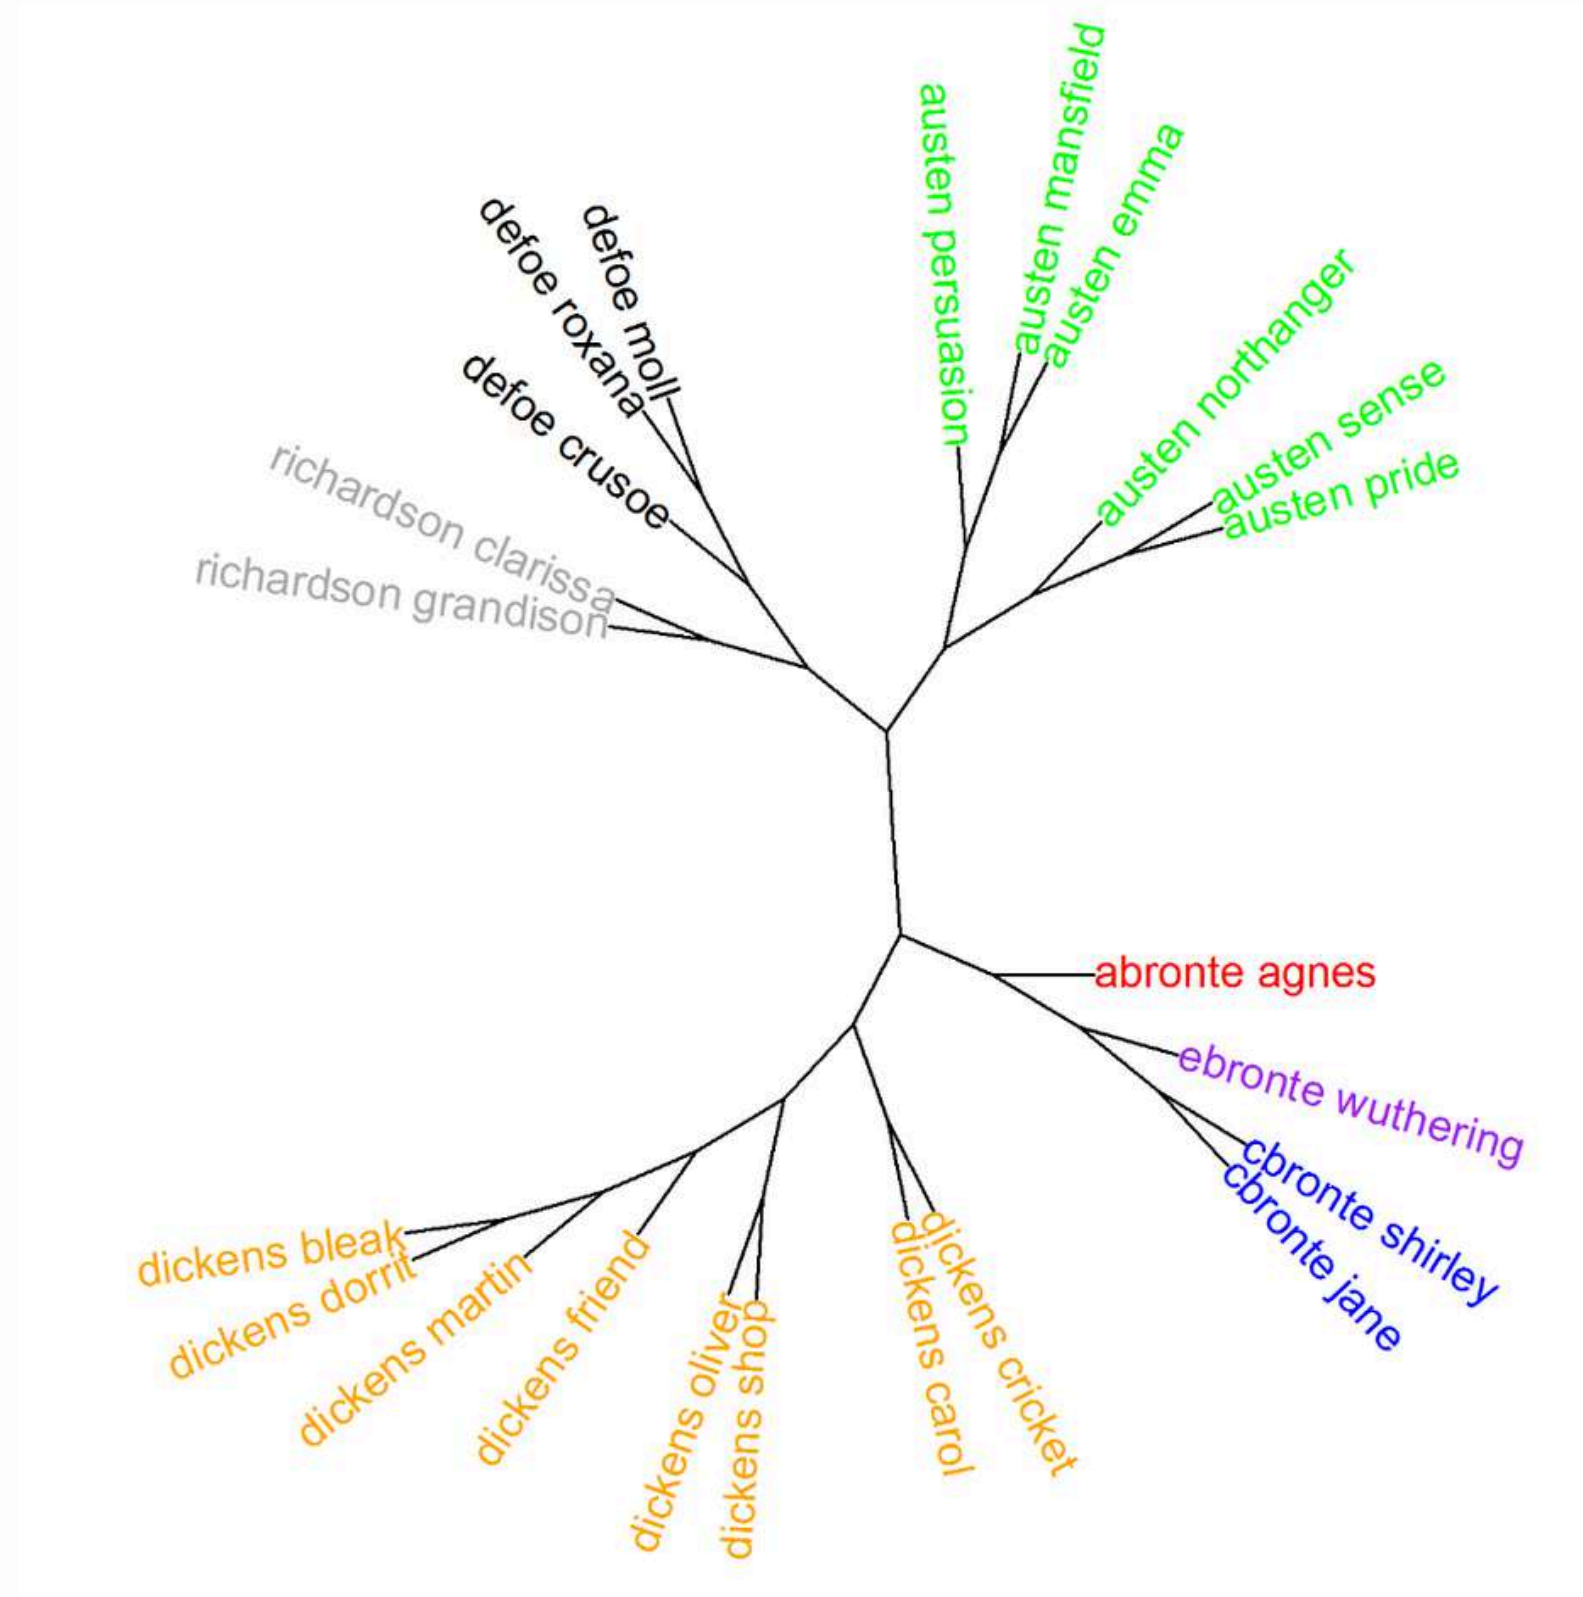 austen persuasion
austen mansfield
austen emma
austen northanger
austen sense
austen pride
defoe moll
defoe roxana
defoe crusoe
richardson clarissa
richardson grandison
abronte agnes
ebronte wuthering
cbronte shirley
cbronte jane
dickens cricket
dickens carol
dickens shop
dickens oliver
dickens friend
dickens martin
dickens dorrit
dickens bleak